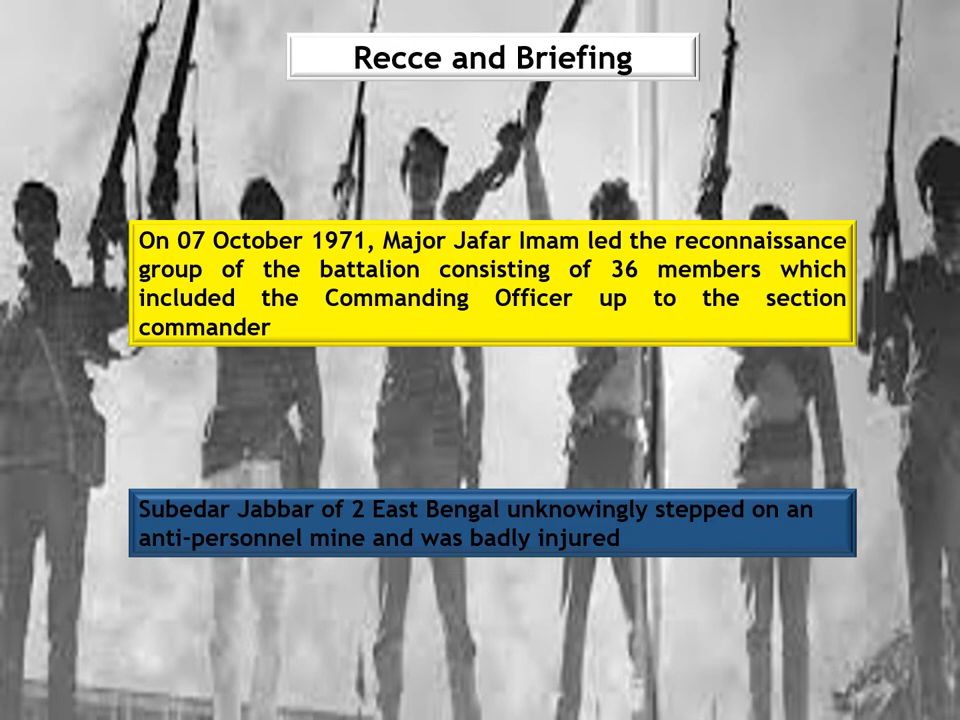 Recce and Briefing
On 07 October 1971, Major Jafar Imam led the reconnaissance
group of the battalion consisting of 36 members which
included the Commanding Officer up to the section
commander
Subedar Jabbar of 2 East Bengal unknowingly stepped on an
anti-personnel mine and was badly injured